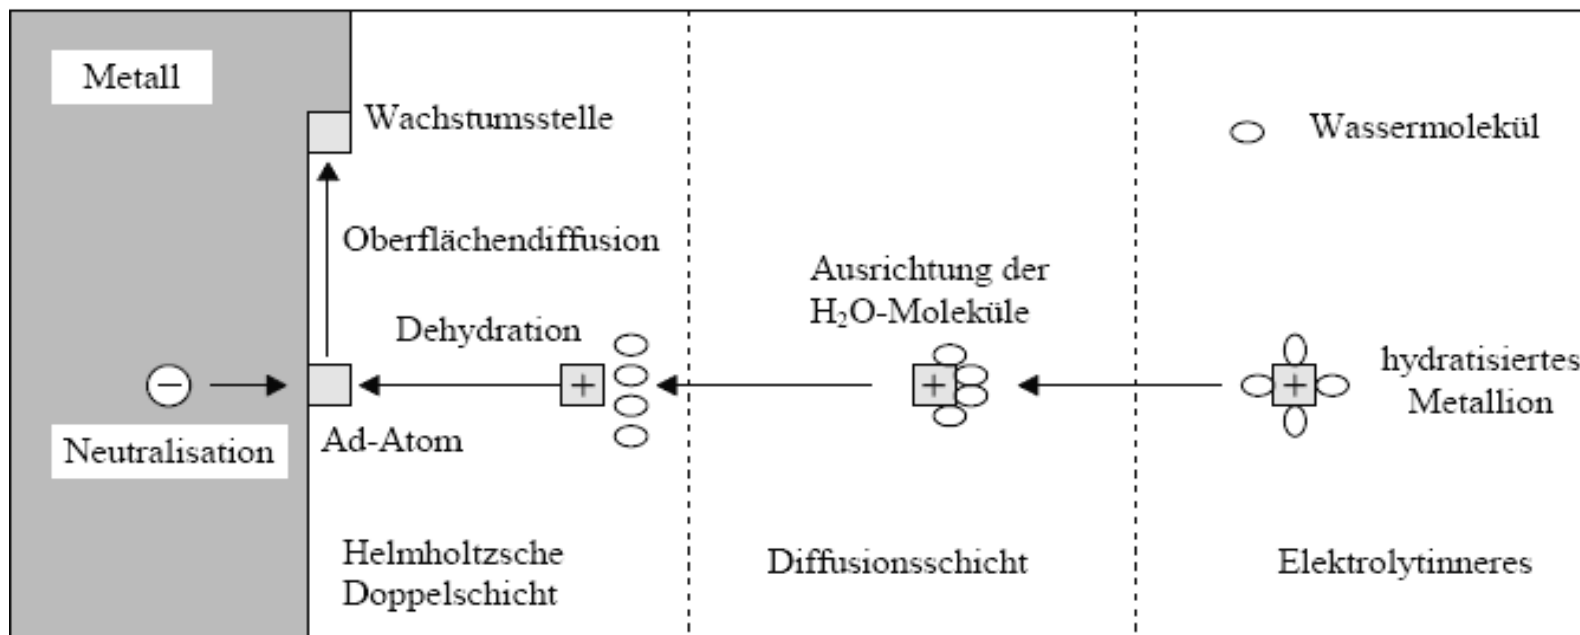 Metall
Wachstumsstelle
Wassermolekül
Oberflächendiffusion
Ausrichtung der
H₂O-Moleküle
Dehydration
hydratisiertes
Metallion
+
+
+
−
Neutralisation
Ad-Atom
Helmholtzsche
Doppelschicht
Diffusionsschicht
Elektrolytinneres